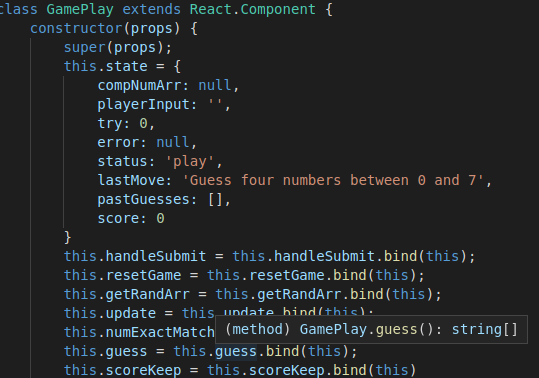 class GamePlay extends React.Component {
constructor(props) {
super(props);
this.state = {
compNumArr: null,
playerInput: '',
try: 0,
error: null,
status: 'play',
lastMove: 'Guess four numbers between 0 and 7',
pastGuesses: [],
score: 0
}
this.handleSubmit = this.handleSubmit.bind(this);
this.resetGame = this.resetGame.bind(this);
this.getRandArr = this.getRandArr.bind(this);
this.update = this.update.bind(this);
this.numExactMatch
(method) GamePlay.guess(): string[]
this.guess = this.guess.bind(this);
this.scoreKeep = this.scoreKeep.bind(this)